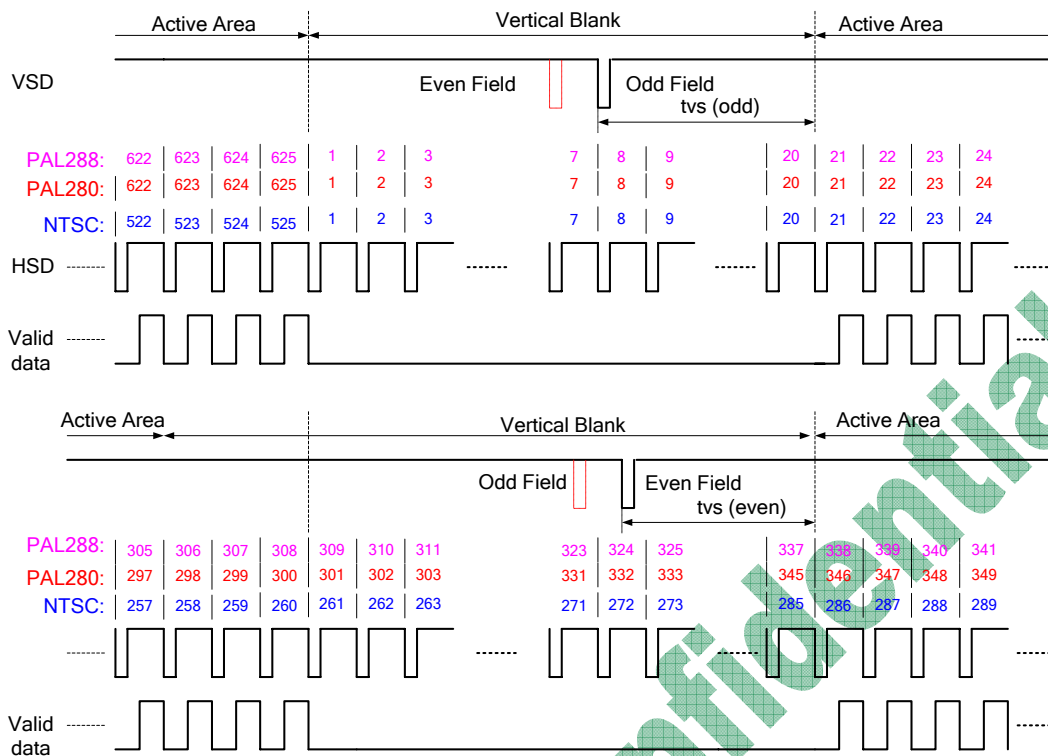 Active Area Vertical Blank Active Area
VSD Even Field Odd Field
tvs (odd)
PAL288: 622 623 624 625 1 2 3 7 8 9 20 21 22 23 24
PAL280: 622 623 624 625 1 2 3 7 8 9 20 21 22 23 24
NTSC: 522 523 524 525 1 2 3 7 8 9 20 21 22 23 24
HSD
Valid
data
Active Area Vertical Blank Active Area
Odd Field Even Field
tvs (even)
PAL288: 305 306 307 308 309 310 311 323 324 325 337 338 339 340 341
PAL280: 297 298 299 300 301 302 303 331 332 333 345 346 347 348 349
NTSC: 257 258 259 260 261 262 263 271 272 273 285 286 287 288 289
Valid
data
nfidential